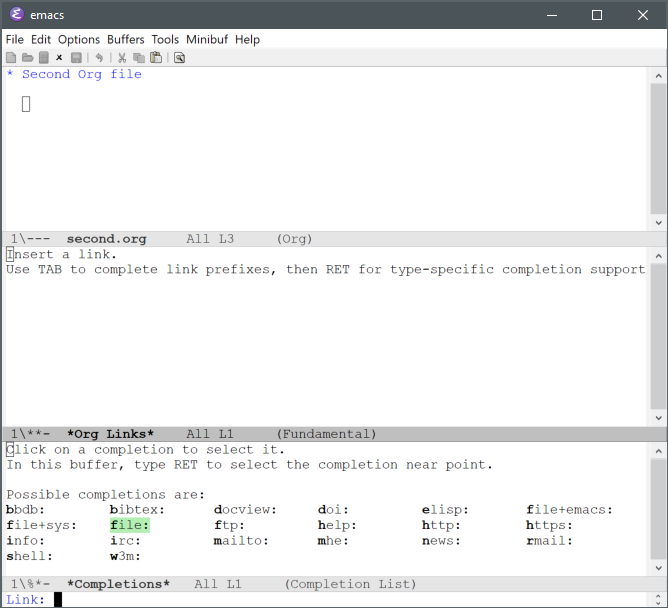 emacs
File Edit Options Buffers Tools Minibuf Help
* Second Org file
1\--- second.org All L3 (Org)
Insert a link.
Use TAB to complete link prefixes, then RET for type-specific completion support
1\**- *Org Links* All L1 (Fundamental)
Click on a completion to select it.
In this buffer, type RET to select the completion near point.
Possible completions are:
bbdb: bibtex: docview: doi: elisp: file+emacs:
file+sys: file: ftp: help: http: https:
info: irc: mailto: mhe: news: rmail:
shell: w3m:
1\%*- *Completions* All L1 (Completion List)
Link: